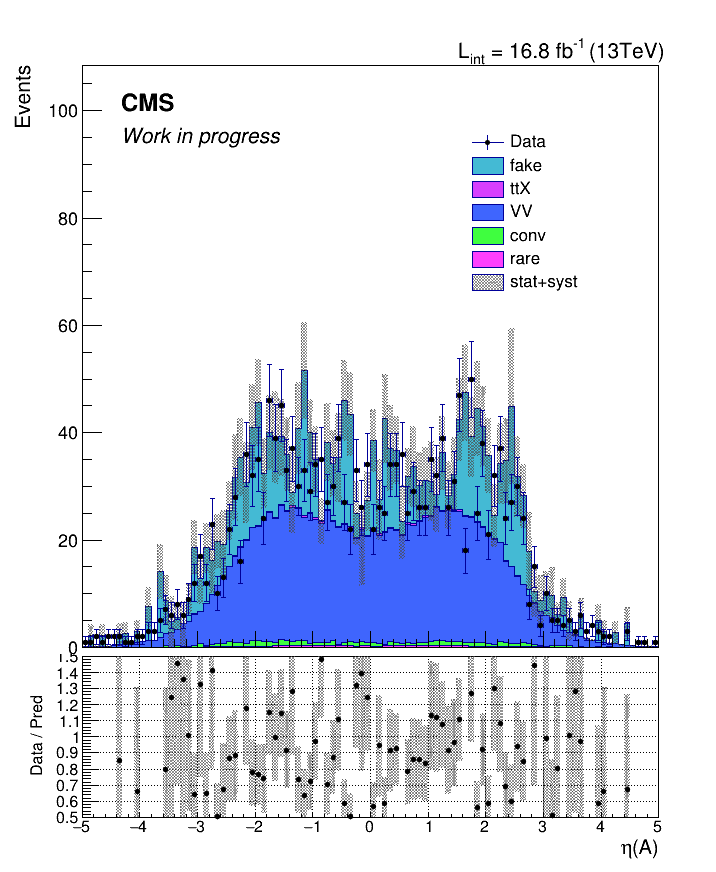 L_int = 16.8 fb^-1 (13TeV)
Events
100
80
60
40
20
0
CMS
Work in progress
Data
fake
ttX
VV
conv
rare
stat+syst
Data / Pred
1.5
1.4
1.3
1.2
1.1
1
0.9
0.8
0.7
0.6
0.5
−5 −4 −3 −2 −1 0 1 2 3 4 5
η(A)